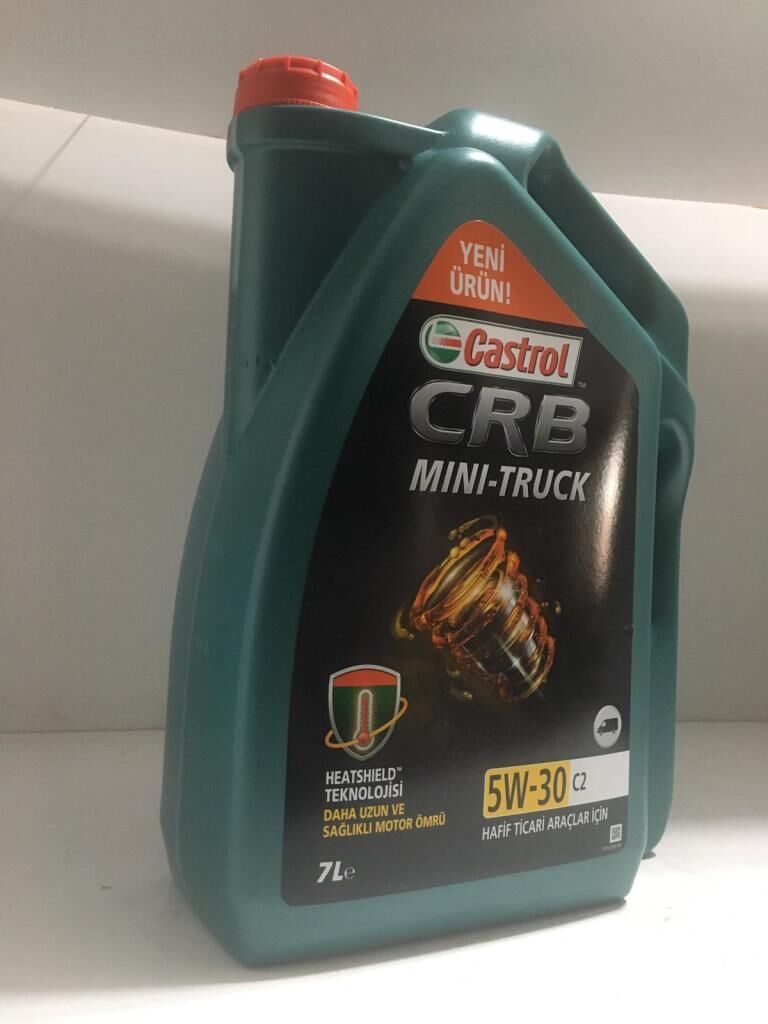 YENİ
ÜRÜN!
Castrol
CRB
™
MINI-TRUCK
HEATSHIELD™
TEKNOLOJİSİ
DAHA UZUN VE
SAĞLIKLI MOTOR ÖMRÜ
5W-30 C2
HAFİF TİCARİ ARAÇLAR İÇİN
7L℮